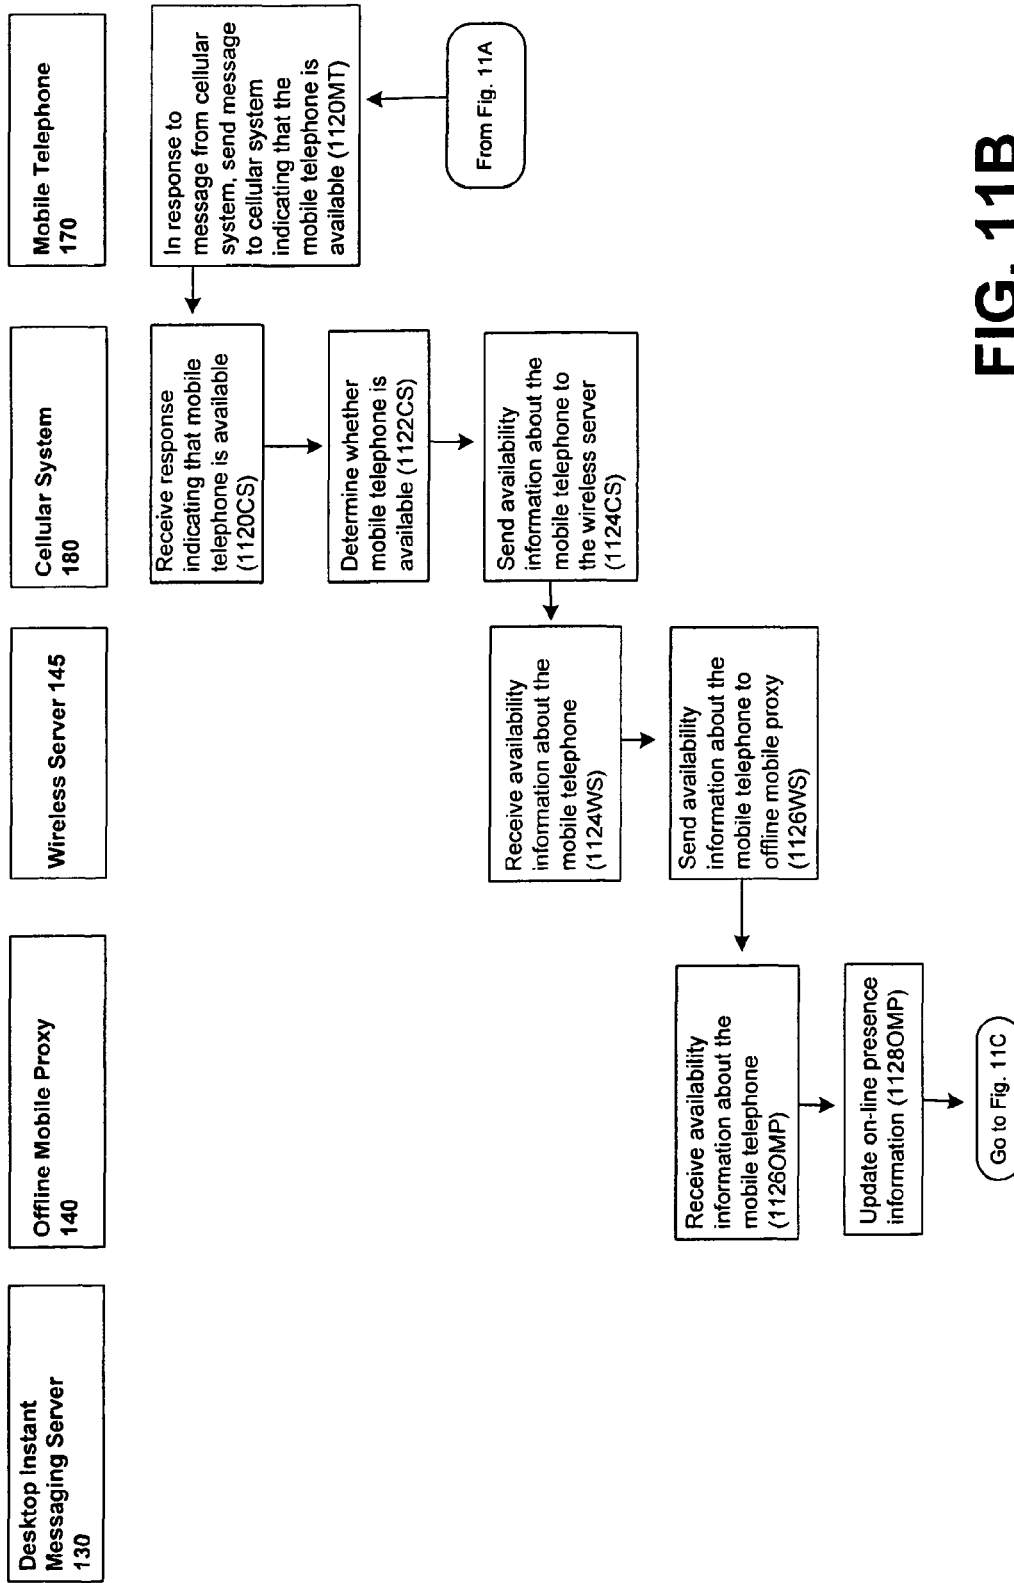 Desktop Instant
Messaging Server
130
Offline Mobile Proxy
140
Wireless Server 145
Cellular System
180
Mobile Telephone
170
In response to
message from cellular
system, send message
to cellular system
indicating that the
mobile telephone is
available (1120MT)
From Fig. 11A
Receive response
indicating that mobile
telephone is available
(1120CS)
Determine whether
mobile telephone is
available (1122CS)
Send availability
information about the
mobile telephone to
the wireless server
(1124CS)
Receive availability
information about the
mobile telephone
(1124WS)
Send availability
information about the
mobile telephone to
offline mobile proxy
(1126WS)
Receive availability
information about the
mobile telephone
(1126OMP)
Update on-line presence
information (1128OMP)
Go to Fig. 11C
FIG. 11B